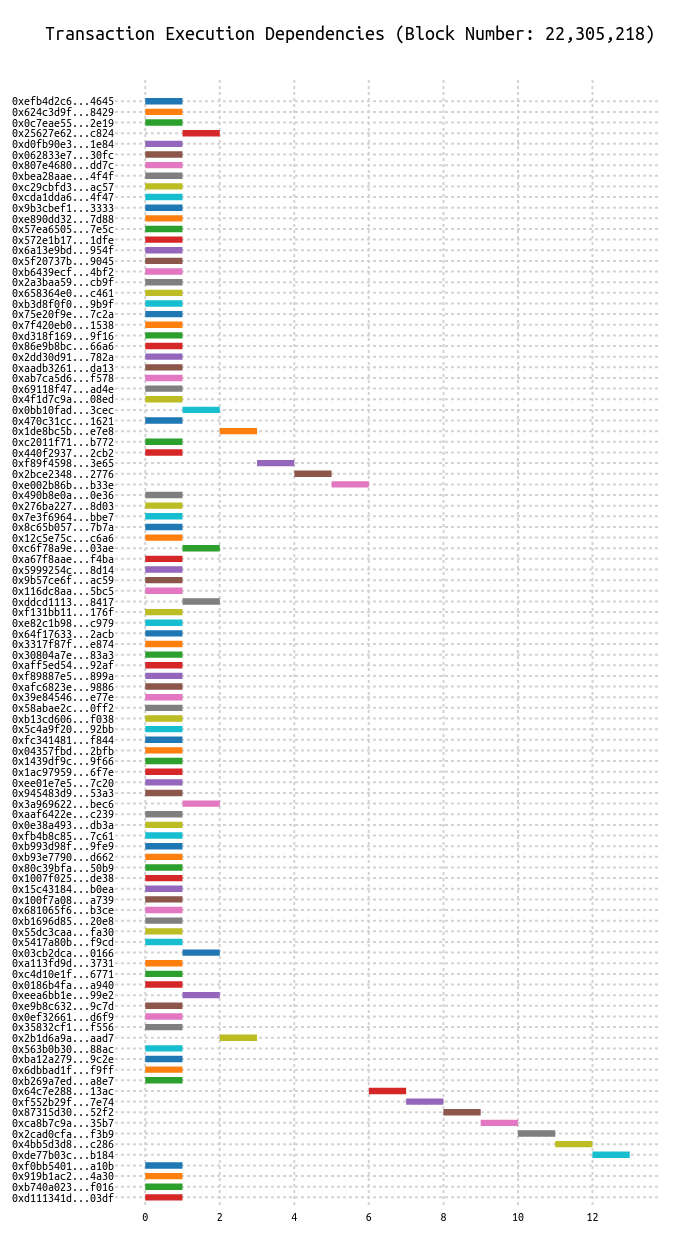 Transaction Execution Dependencies (Block Number: 22,305,218)
0xefb4d2c6...4645
0x624c3d9f...8429
0x0c7eae55...2e19
0x25627e62...c824
0xd0fb90e3...1e84
0x062833e7...30fc
0x807e4680...dd7c
0xbea28aae...4f4f
0xc29cbfd3...ac57
0xcda1dda6...4f47
0x9b3cbef1...3333
0xe890dd32...7d88
0x57ea6505...7e5c
0x572e1b17...1dfe
0x6a13e9bd...954f
0x5f20737b...9045
0xb6439ecf...4bf2
0x2a3baa59...cb9f
0x658364e0...c461
0xb3d8f0f0...9b9f
0x75e20f9e...7c2a
0x7f420eb0...1538
0xd318f169...9f16
0x86e9b8bc...66a6
0x2dd30d91...782a
0xaadb3261...da13
0xab7ca5d6...f578
0x69118f47...ad4e
0x4f1d7c9a...08ed
0x0bb10fad...3cec
0x470c31cc...1621
0x1de8bc5b...e7e8
0xc2011f71...b772
0x440f2937...2cb2
0xf89f4598...3e65
0x2bce2348...2776
0xe002b86b...b33e
0x490b8e0a...0e36
0x276ba227...8d03
0x7e3f6964...bbe7
0x8c65b057...7b7a
0x12c5e75c...c6a6
0xc6f78a9e...03ae
0xa67f8aae...f4ba
0x5999254c...8d14
0x9b57ce6f...ac59
0x116dc8aa...5bc5
0xddcd1113...8417
0xf131bb11...176f
0xe82c1b98...c979
0x64f17633...2acb
0x3317f87f...e874
0x30804a7e...83a3
0xaff5ed54...92af
0xf89887e5...899a
0xafc6823e...9886
0x39e84546...e77e
0x58abae2c...0ff2
0xb13cd606...f038
0x5c4a9f20...92bb
0xfc341481...f844
0x04357fbd...2bfb
0x1439df9c...9f66
0x1ac97959...6f7e
0xee01e7e5...7c20
0x945483d9...53a3
0x3a969622...bec6
0xaaf6422e...c239
0x0e38a493...db3a
0xfb4b8c85...7c61
0xb993d98f...9fe9
0xb93e7790...d662
0x80c39bfa...50b9
0x1007f025...de38
0x15c43184...b0ea
0x100f7a08...a739
0x681065f6...b3ce
0xb1696d85...20e8
0x55dc3caa...fa30
0x5417a80b...f9cd
0x03cb2dca...0166
0xa113fd9d...3731
0xc4d10e1f...6771
0x0186b4fa...a940
0xeea6bb1e...99e2
0xe9b8c632...9c7d
0x0ef32661...d6f9
0x35832cf1...f556
0x2b1d6a9a...aad7
0x563b0b30...88ac
0xba12a279...9c2e
0x6dbbad1f...f9ff
0xb269a7ed...a8e7
0x64c7e288...13ac
0xf552b29f...7e74
0x87315d30...52f2
0xca8b7c9a...35b7
0x2cad0cfa...f3b9
0x4bb5d3d8...c286
0xde77b03c...b184
0xf0bb5401...a10b
0x919b1ac2...4a30
0xb740a023...f016
0xd111341d...03df
0 2 4 6 8 10 12